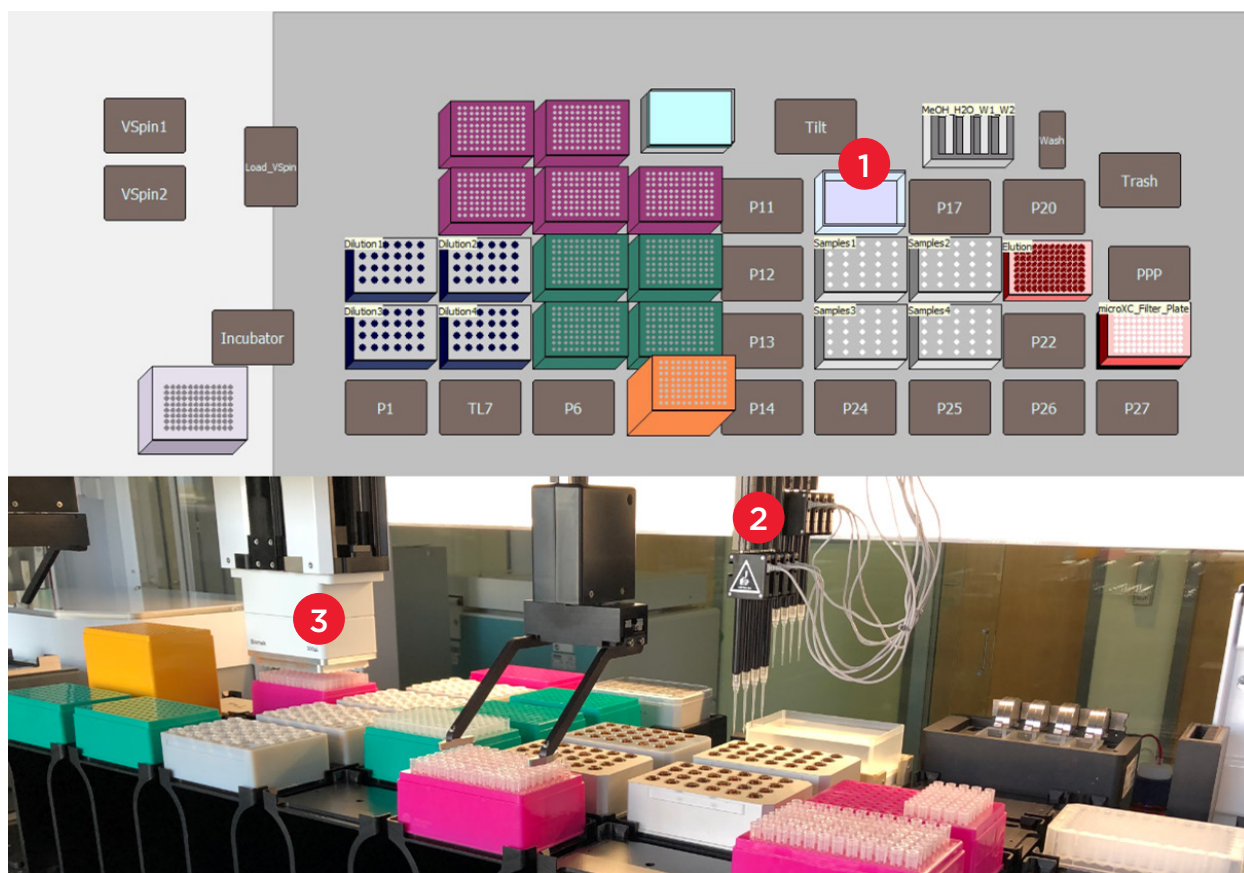 MeOH_H2O_W1_W2
VSpin1
Tilt
Wash
Load_VSpin
1
Trash
VSpin2
P11
P17
P20
Dilution1
Dilution2
Samples1
Samples2
Elution
P12
PPP
Dilution3
Dilution4
Samples3
Samples4
microXC_Filter_Plate
Incubator
P13
P22
P1
TL7
P6
P14
P24
P25
P26
P27
2
3